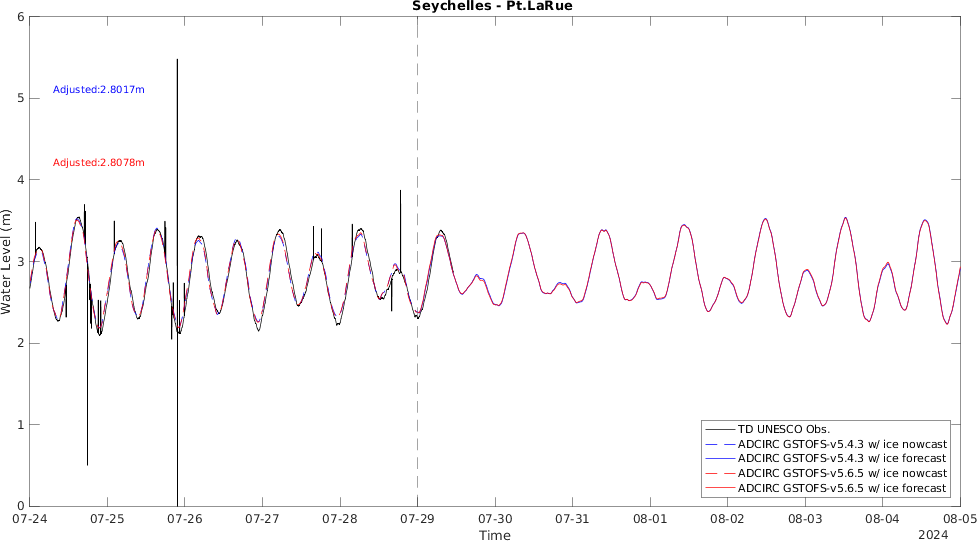 Seychelles - Pt.LaRue
6
5
4
3
2
1
0
Adjusted:2.8017m
Adjusted:2.8078m
Water Level (m)
TD UNESCO Obs.
ADCIRC GSTOFS-v5.4.3 w/ ice nowcast
ADCIRC GSTOFS-v5.4.3 w/ ice forecast
ADCIRC GSTOFS-v5.6.5 w/ ice nowcast
ADCIRC GSTOFS-v5.6.5 w/ ice forecast
07-24 07-25 07-26 07-27 07-28 07-29 07-30 07-31 08-01 08-02 08-03 08-04 08-05
Time
2024